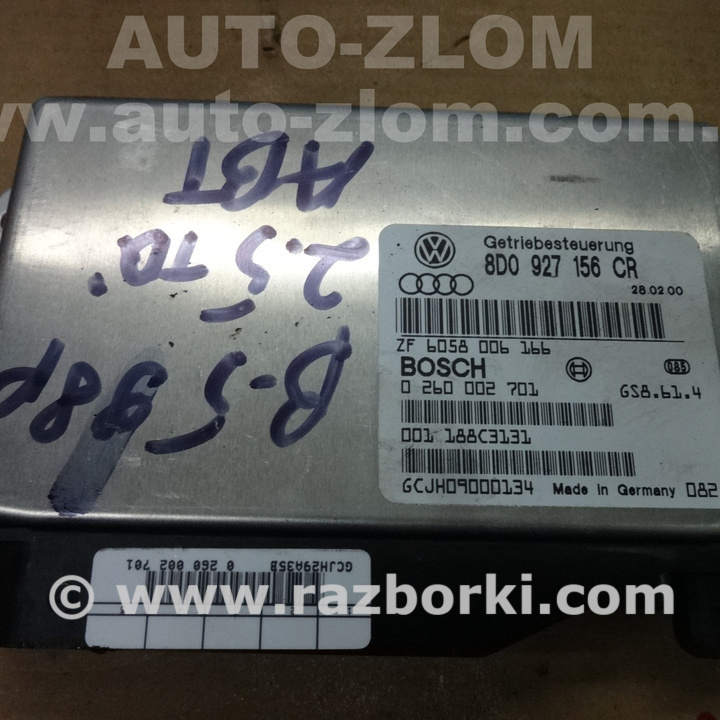 AUTO-ZLOM
www.auto-zlom.com
АВТ
2.5TD.
B-5 98р
Getriebesteuerung
8D0 927 156 CR
28.02.00
ZF 6058 006 166
BOSCH
085
0 260 002 701 GS8.61.4
001 188C3131
GCJH09000134 Made in Germany 082
0 260 002 701
GCJH29A35B
© www.razborki.com